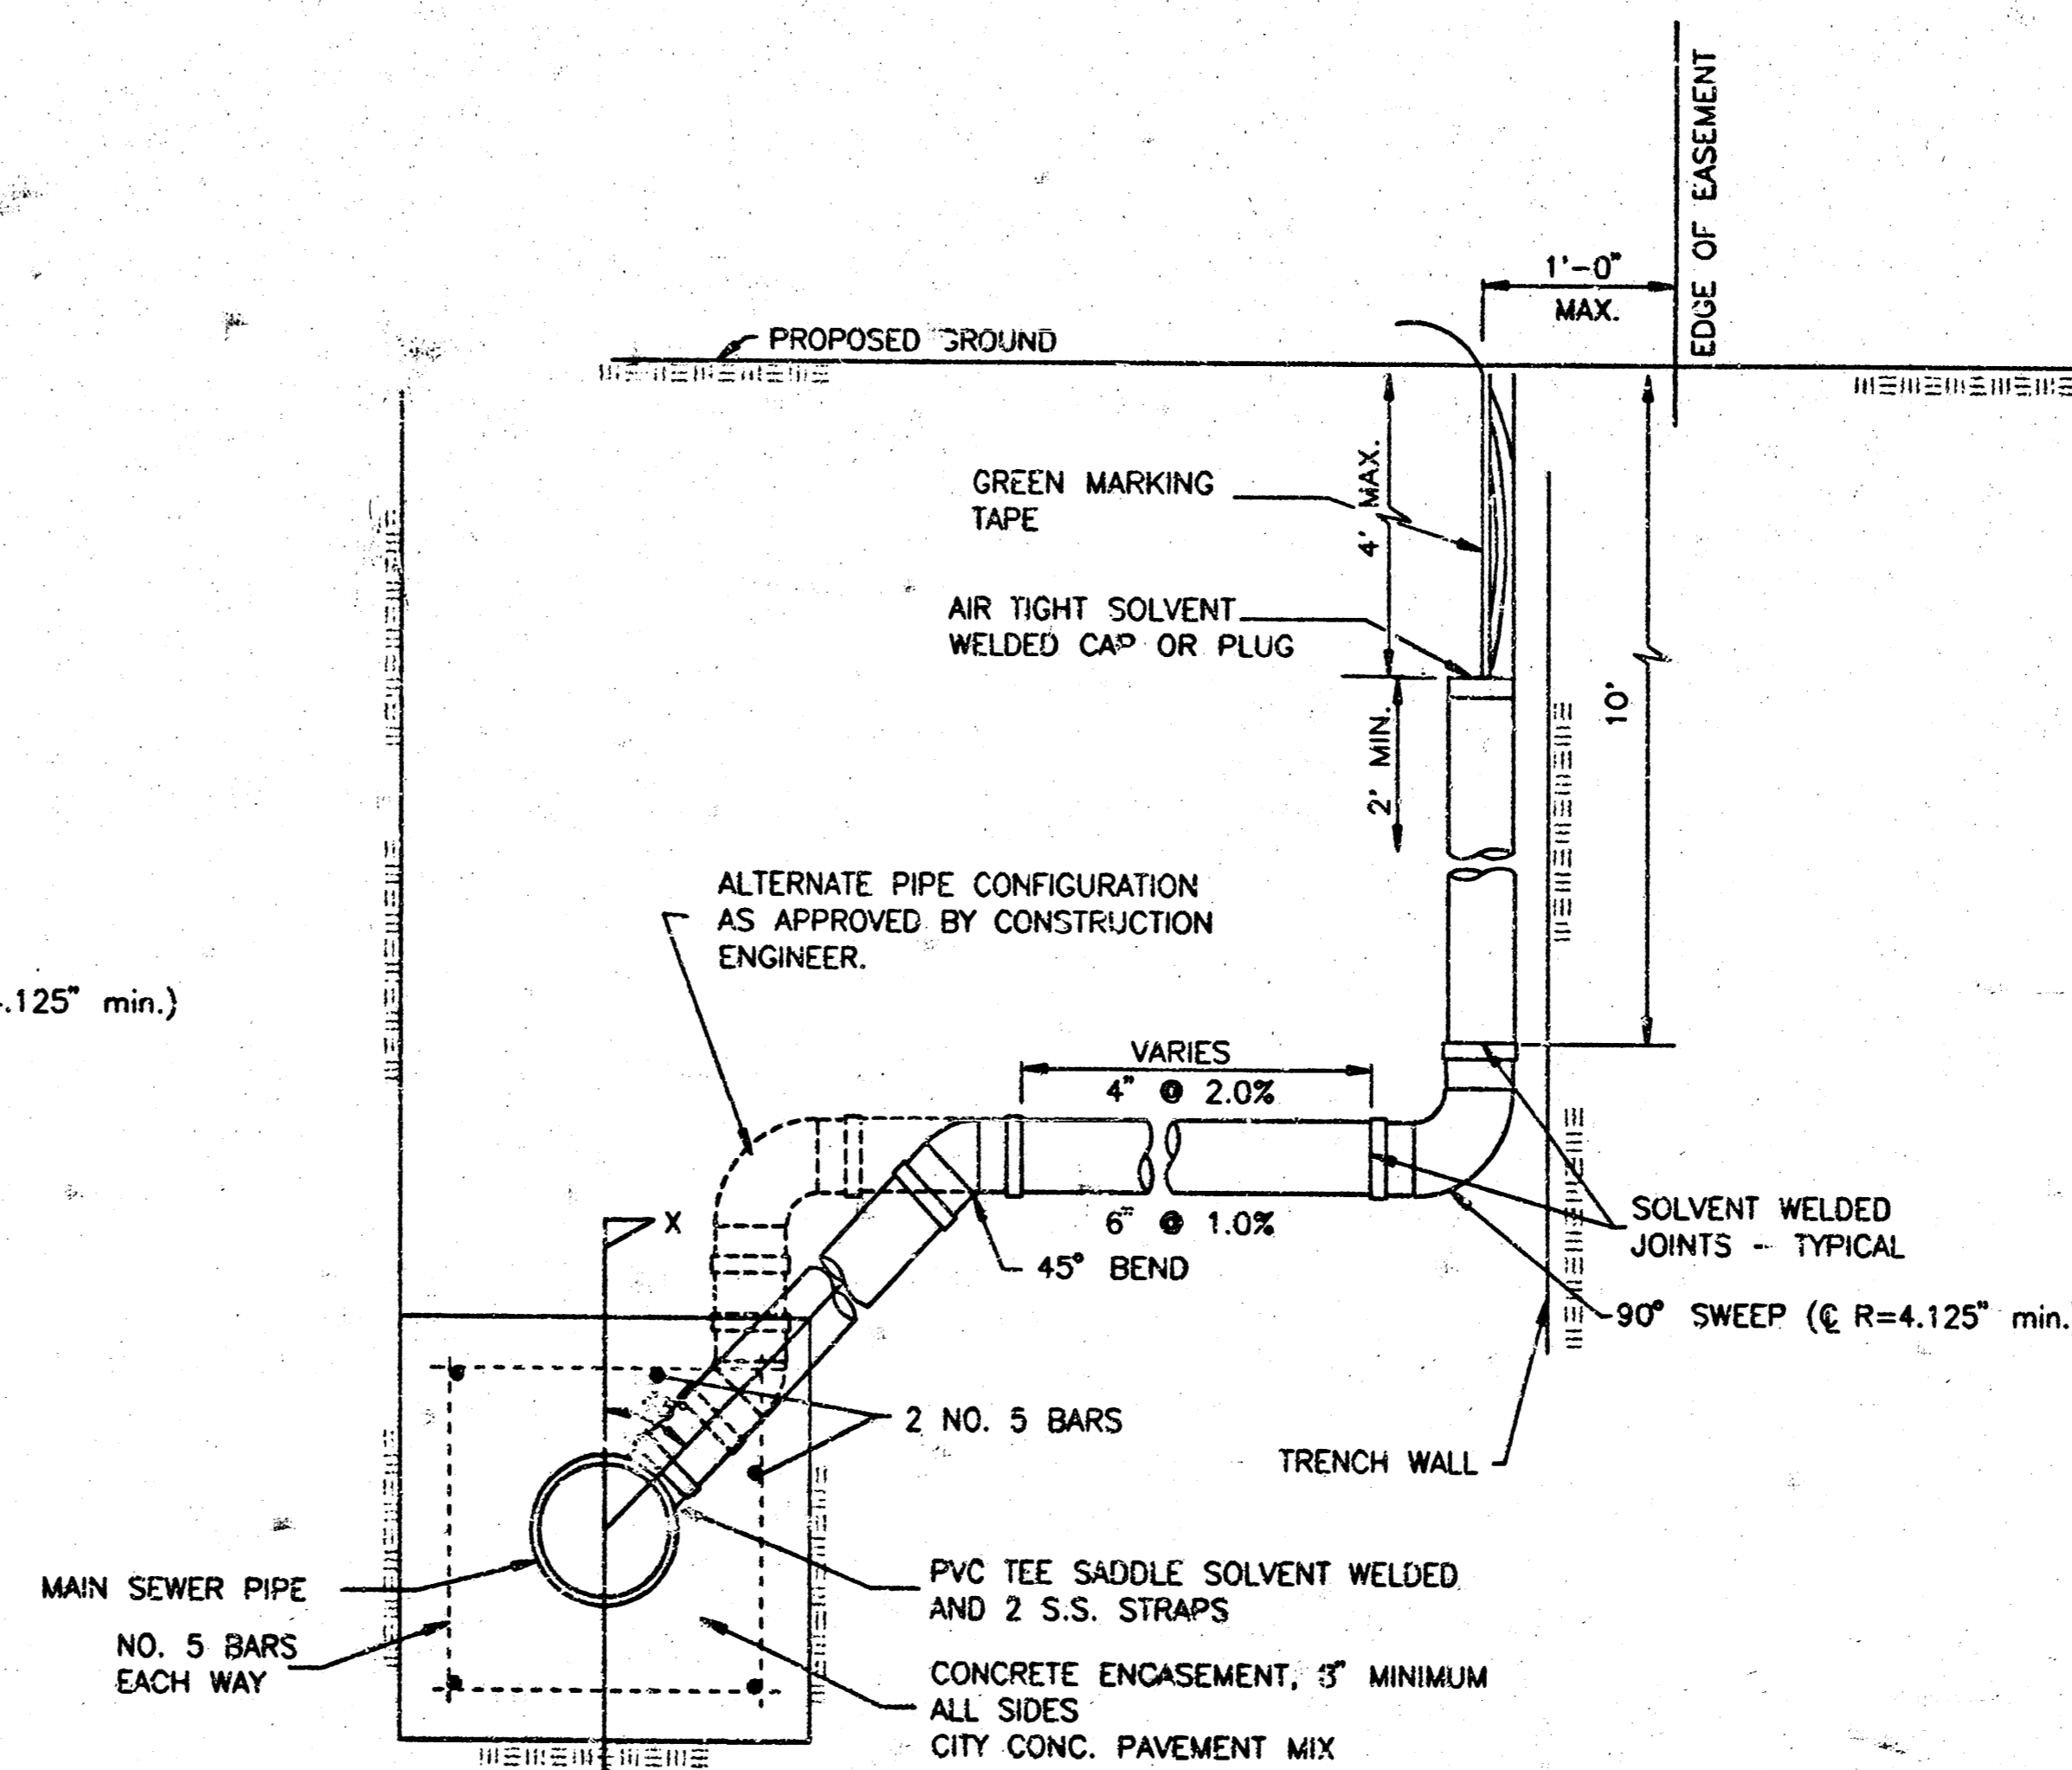 EDGE OF EASEMENT
1'-0"
MAX.
PROPOSED GROUND
GREEN MARKING
TAPE
4' MAX.
AIR TIGHT SOLVENT
WELDED CAP OR PLUG
10'
2' MIN.
ALTERNATE PIPE CONFIGURATION
AS APPROVED BY CONSTRUCTION
ENGINEER.
.125" min.)
VARIES
4" @ 2.0%
6" @ 1.0%
X
45° BEND
SOLVENT WELDED
JOINTS - TYPICAL
90° SWEEP (℄ R=4.125" min.
2 NO. 5 BARS
TRENCH WALL
MAIN SEWER PIPE
PVC TEE SADDLE SOLVENT WELDED
AND 2 S.S. STRAPS
NO. 5 BARS
EACH WAY
CONCRETE ENCASEMENT, MINIMUM
ALL SIDES
CITY CONC. PAVEMENT MIX